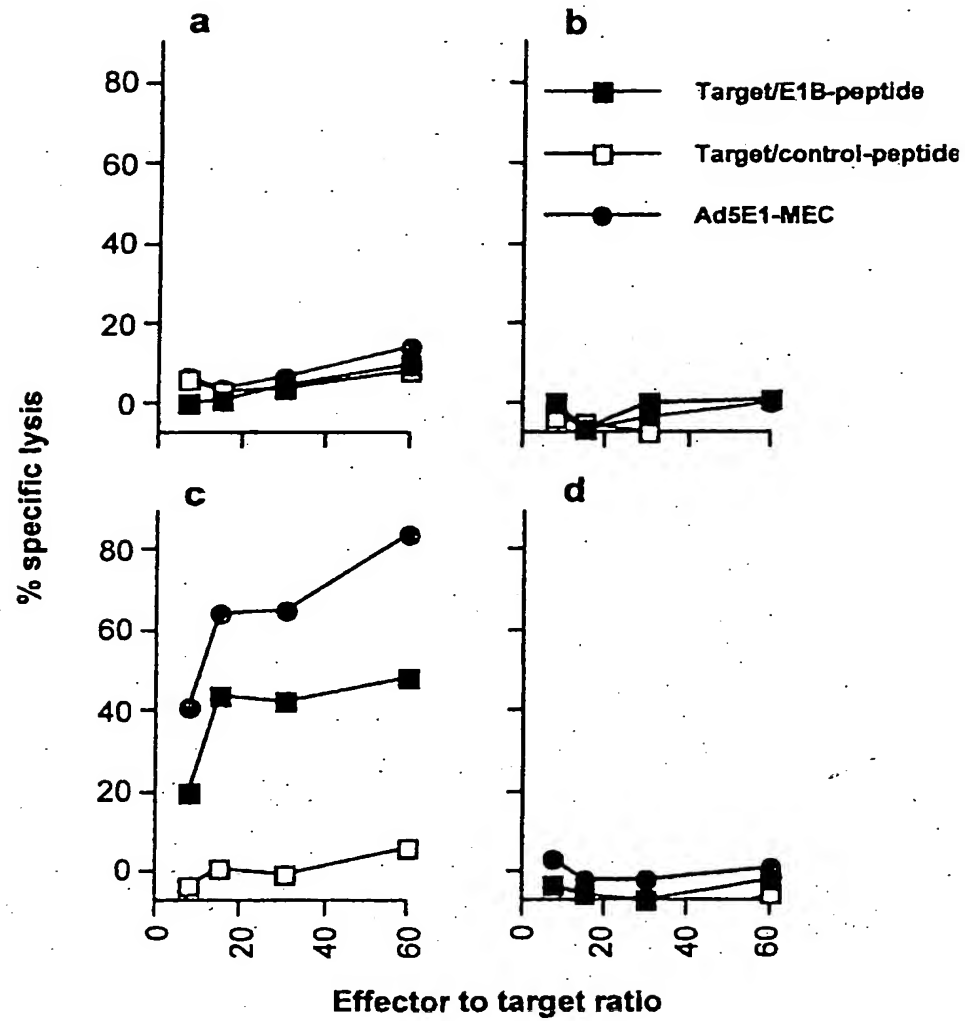 a
b
80
60
40
20
0
Target/E1B-peptide
Target/control-peptide
Ad5E1-MEC
% specific lysis
c
d
80
60
40
20
0
0
20
40
60
0
20
40
60
Effector to target ratio